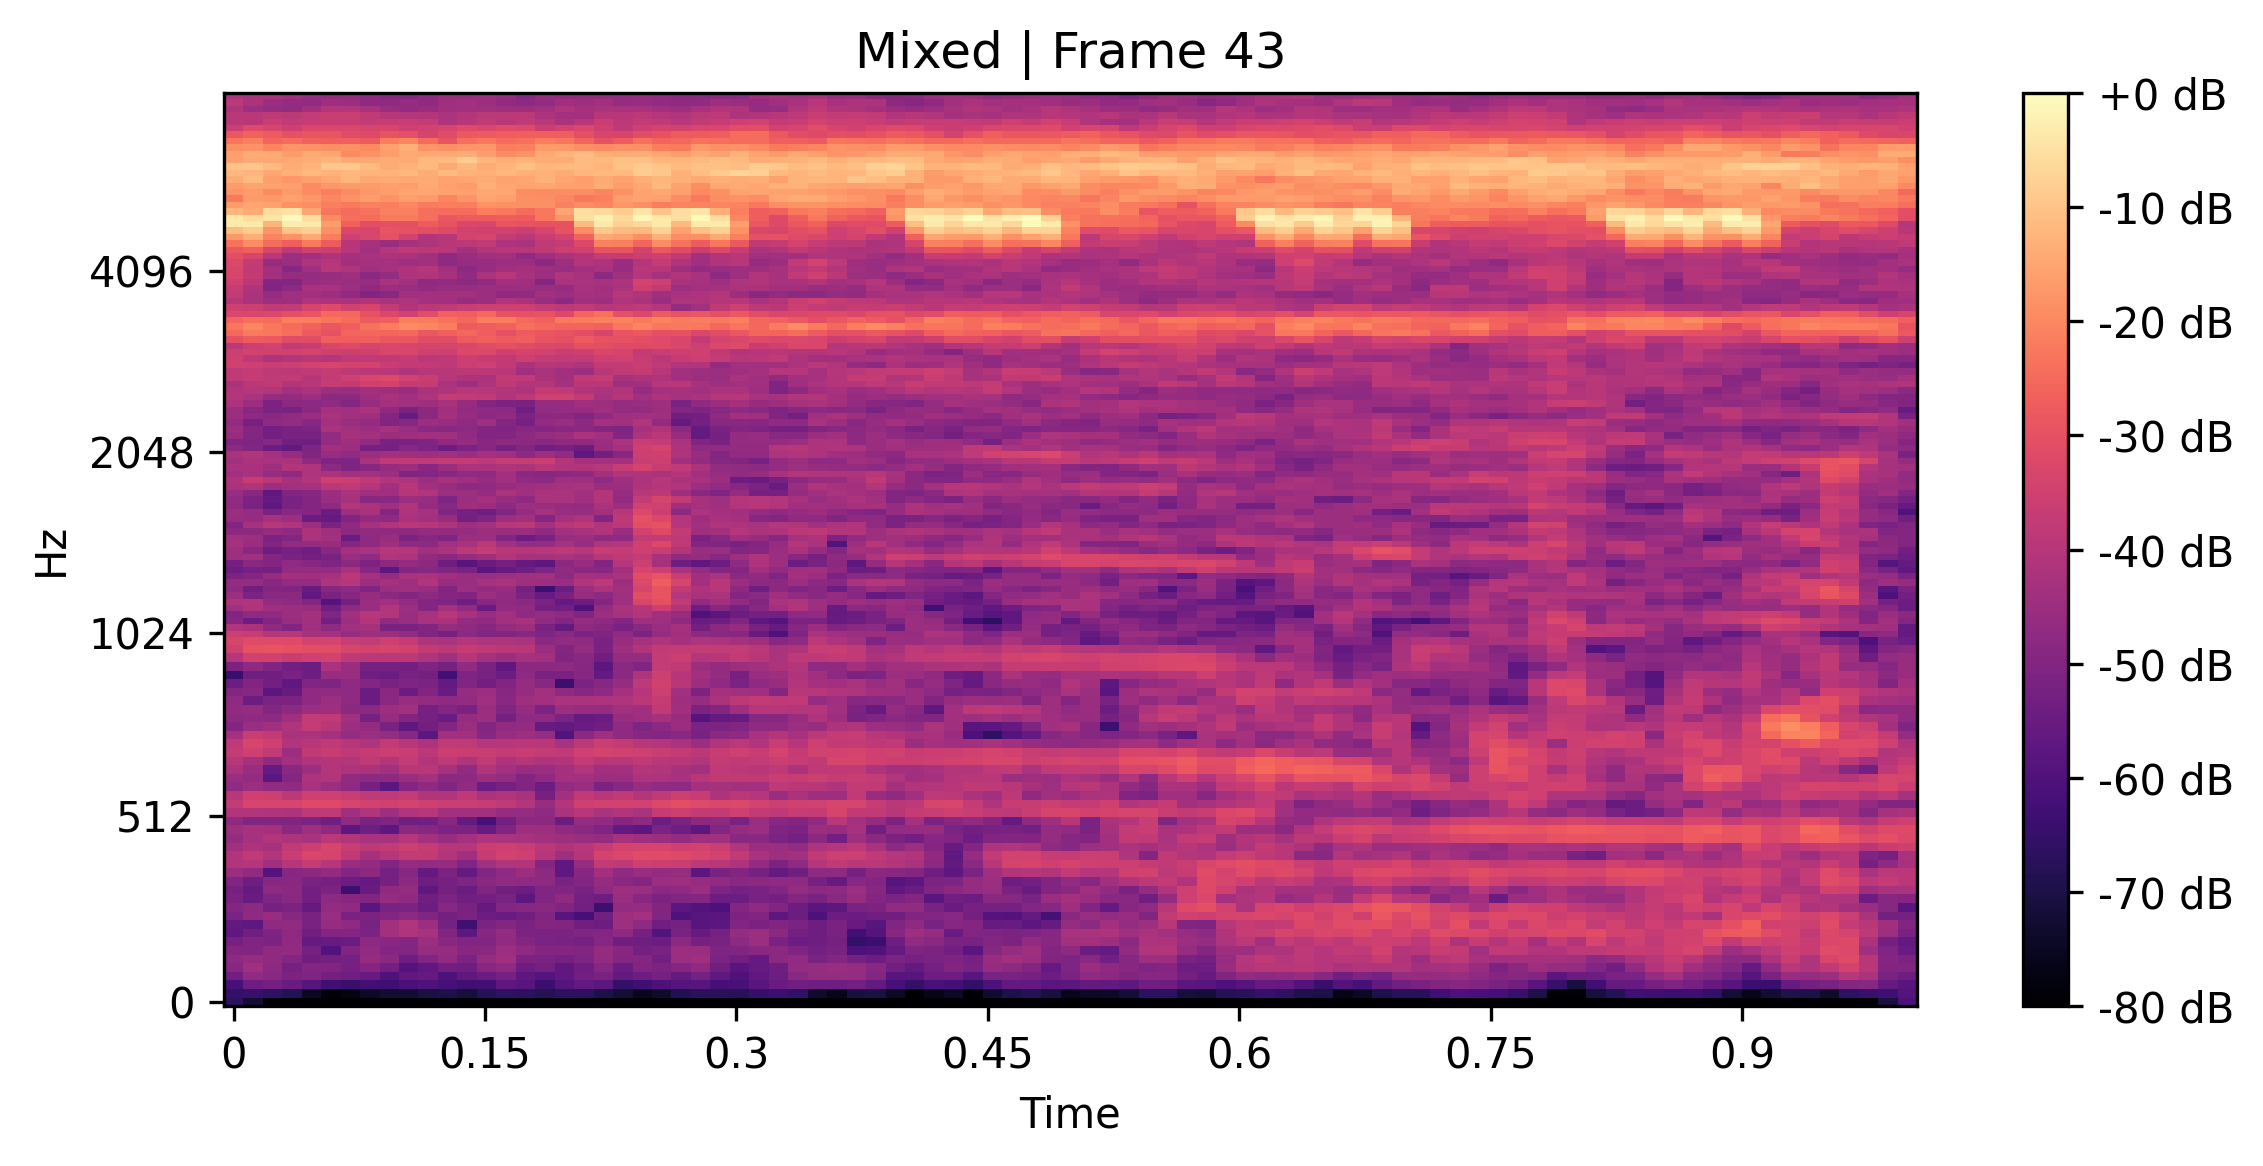 Mixed | Frame 43
+0 dB
-10 dB
-20 dB
-30 dB
-40 dB
-50 dB
-60 dB
-70 dB
-80 dB
Hz
4096
2048
1024
512
0
0 0.15 0.3 0.45 0.6 0.75 0.9
Time